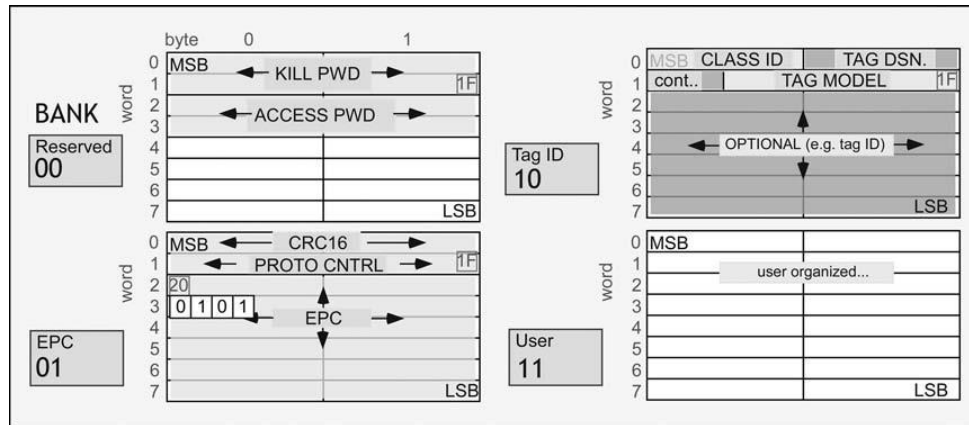 byte 0 1
BANK
Reserved
00
word
0 MSB KILL PWD
1 1F
2 ACCESS PWD
3
4
5
6
7 LSB
Tag ID
10
word
0 MSB CLASS ID TAG DSN.
1 cont.. TAG MODEL 1F
2
3
4 OPTIONAL (e.g. tag ID)
5
6
7 LSB
EPC
01
word
0 MSB CRC16
1 PROTO CNTRL 1F
2 20
3 0 1 0 1 EPC
4
5
6
7 LSB
User
11
word
0 MSB
1 user organized...
2
3
4
5
6
7 LSB